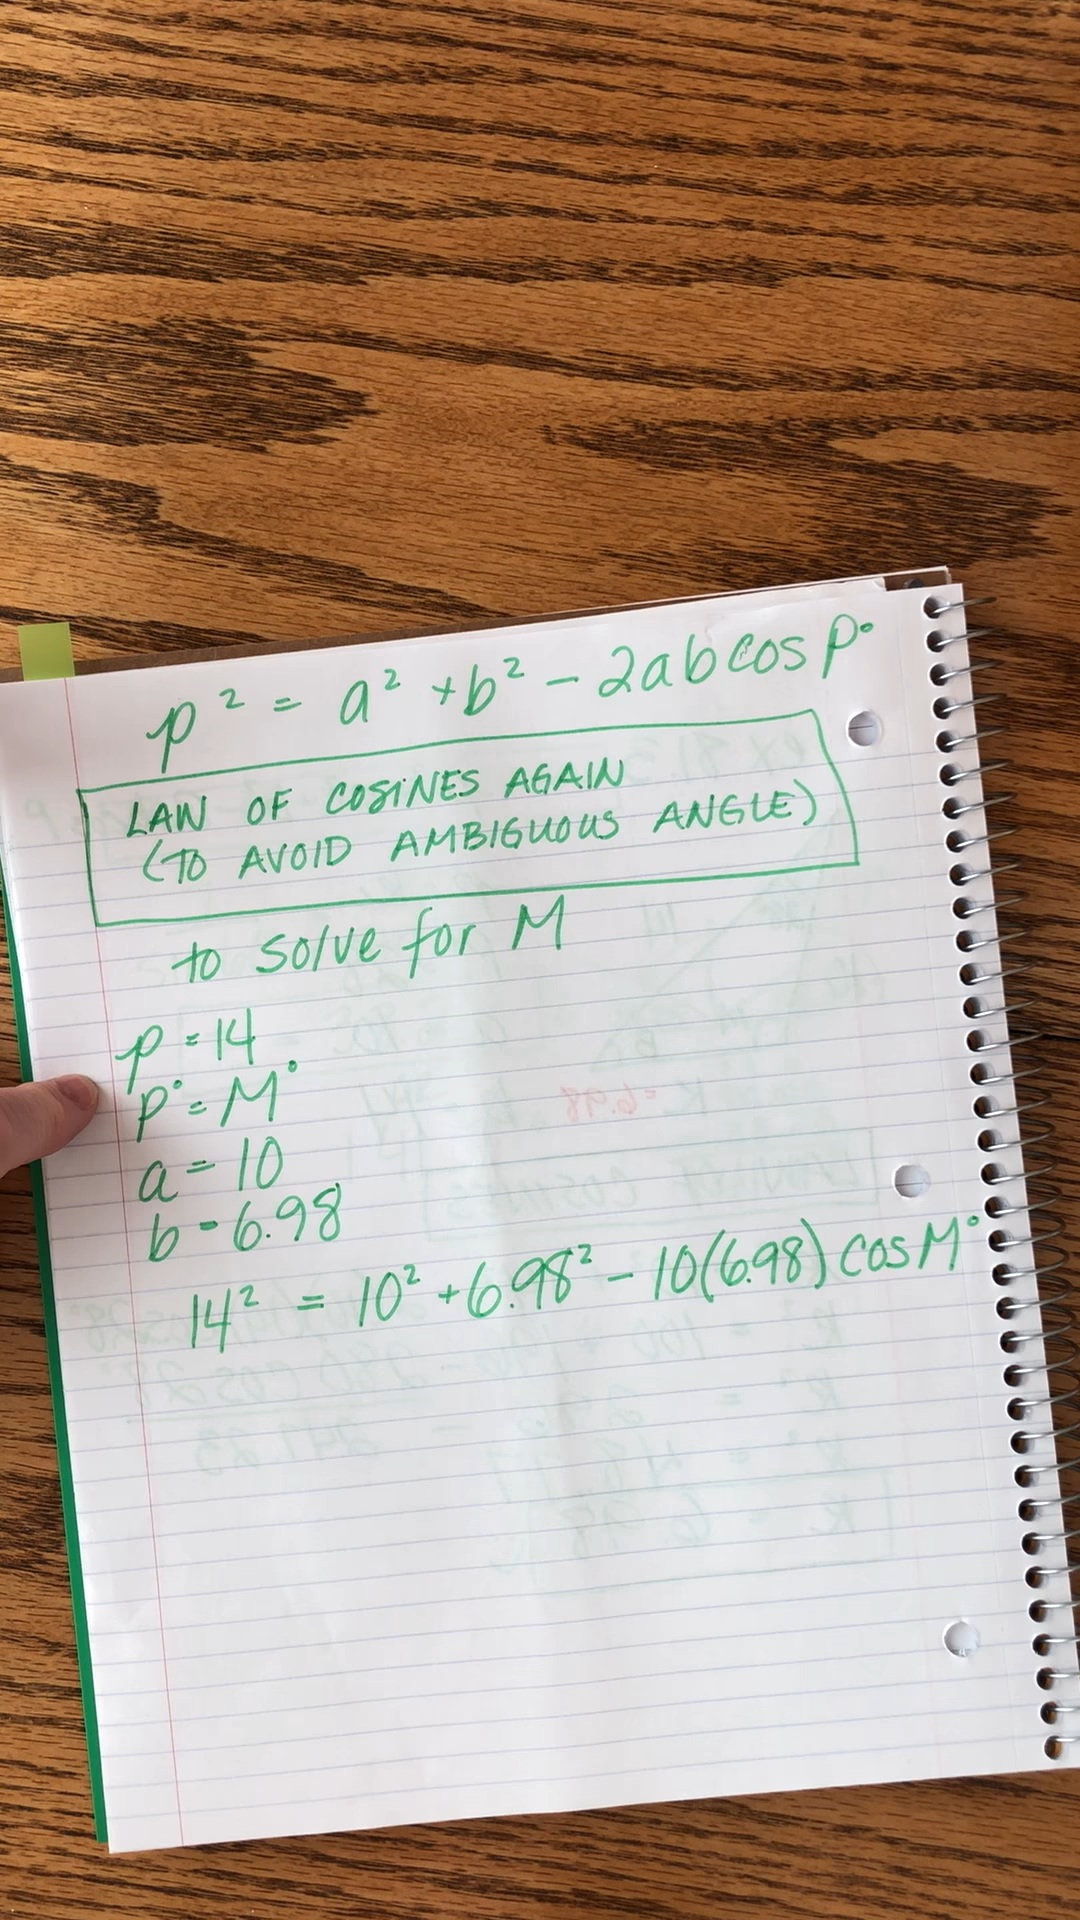 p² = a² + b² - 2ab cos P°
LAW OF COSINES AGAIN
(TO AVOID AMBIGUOUS ANGLE)
to solve for M
p = 14
P° = M°
a = 10
b = 6.98
14² = 10² + 6.98² - 10(6.98) cos M°